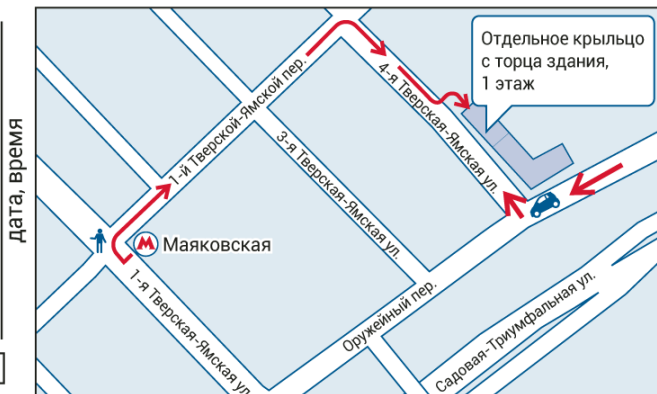 дата, время
Отдельное крыльцо
с торца здания,
1 этаж
1-й Тверской-Ямской пер.
4-я Тверская-Ямская ул.
3-я Тверская-Ямская ул.
М Маяковская
1-я Тверская-Ямская ул.
Оружейный пер.
Садовая-Триумфальная ул.